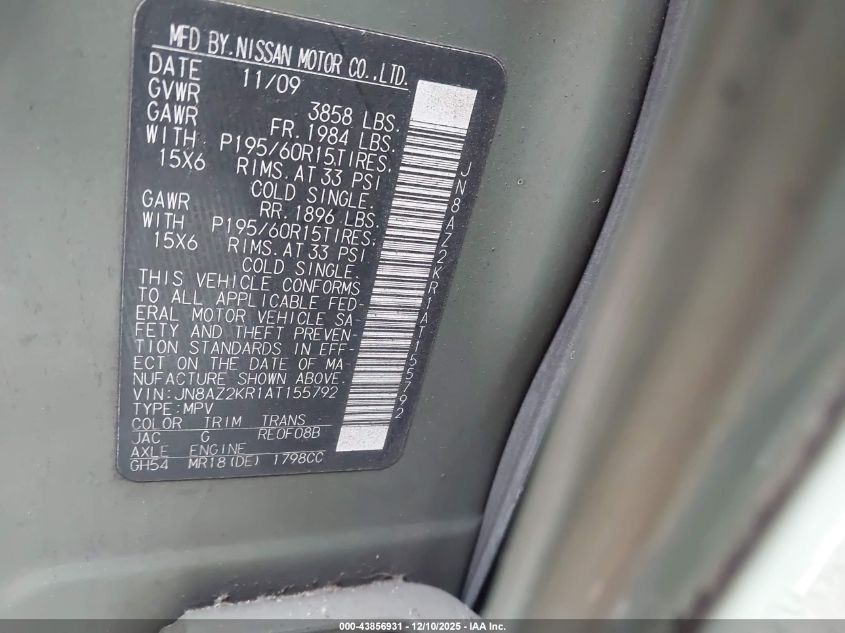 MFD BY.NISSAN MOTOR CO.,LTD.
DATE 11/09
GVWR 3858 LBS.
GAWR FR. 1984 LBS.
WITH P195/60R15TIRES,
15X6 RIMS.AT 33 PSI
COLD SINGLE.
GAWR RR. 1896 LBS.
WITH P195/60R15TIRES,
15X6 RIMS.AT 33 PSI
COLD SINGLE.
THIS VEHICLE CONFORMS
TO ALL APPLICABLE FED-
ERAL MOTOR VEHICLE SA-
FETY AND THEFT PREVEN-
TION STANDARDS IN EFF-
ECT ON THE DATE OF MA-
NUFACTURE SHOWN ABOVE.
VIN:JN8AZ2KR1AT155792
TYPE:MPV
COLOR TRIM TRANS
JAC G RE0F08B
AXLE ENGINE
GH54 MR18(DE) 1798CC
JN8AZ2KR1AT155792
000-43856931 - 12/10/2025 - IAA Inc.